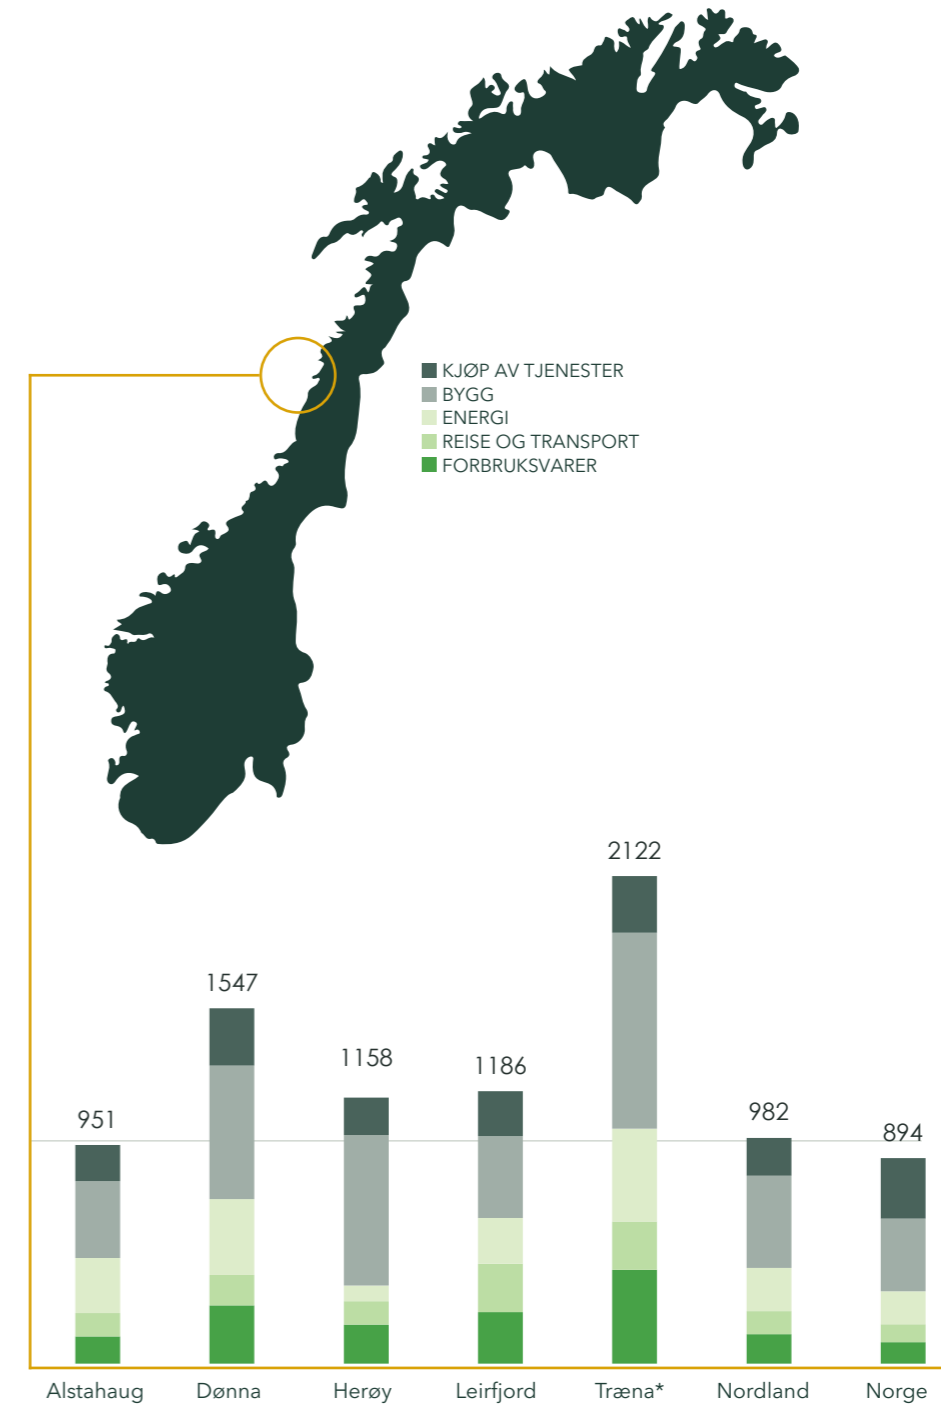 KJØP AV TJENESTER
BYGG
ENERGI
REISE OG TRANSPORT
FORBRUKSVARER
2122
1547
1158
1186
951
982
894
Alstahaug Dønna Herøy Leirfjord Træna* Nordland Norge